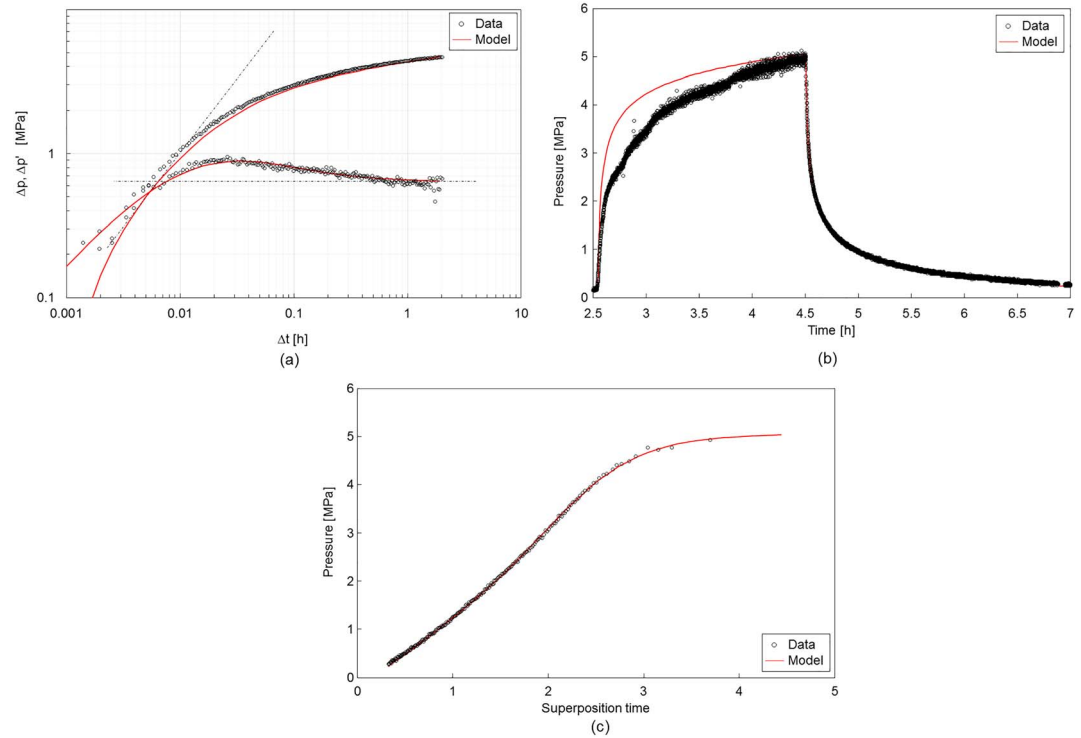 Data
Model
Δp, Δp' [MPa]
1
0.1
0.001
0.01
0.1
1
10
Δt [h]
(a)
Data
Model
Pressure [MPa]
6
5
4
3
2
1
0
2.5
3
3.5
4
4.5
5
5.5
6
6.5
7
Time [h]
(b)
Pressure [MPa]
6
5
4
3
2
1
0
0
1
2
3
4
5
Data
Model
Superposition time
(c)